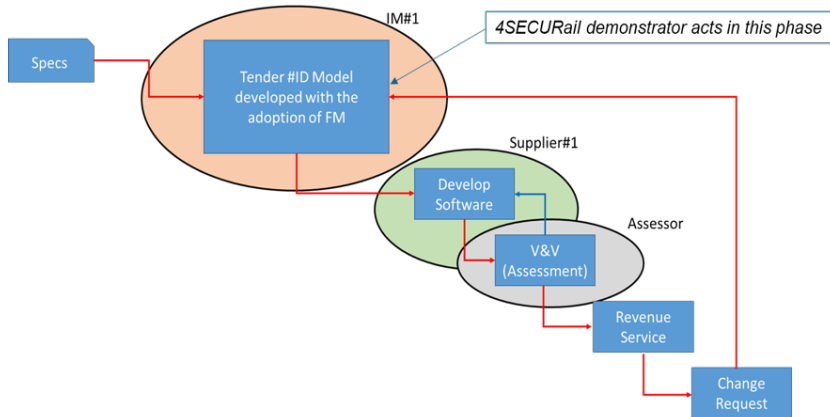 IM#1
4SECURail demonstrator acts in this phase
Specs
Tender #ID Model
developed with the
adoption of FM
Supplier#1
Develop
Software
Assessor
V&V
(Assessment)
Revenue
Service
Change
Request